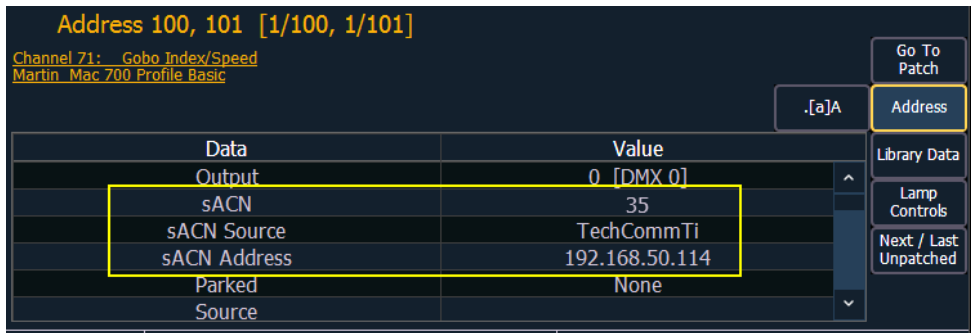 Address 100, 101 [1/100, 1/101]
Channel 71: Gobo Index/Speed
Martin Mac 700 Profile Basic
Go To
Patch
.[a]A
Address
Data Value
Library Data
Output 0 [DMX 0]
sACN 35
Lamp
Controls
sACN Source TechCommTi
Next / Last
Unpatched
sACN Address 192.168.50.114
Parked None
Source